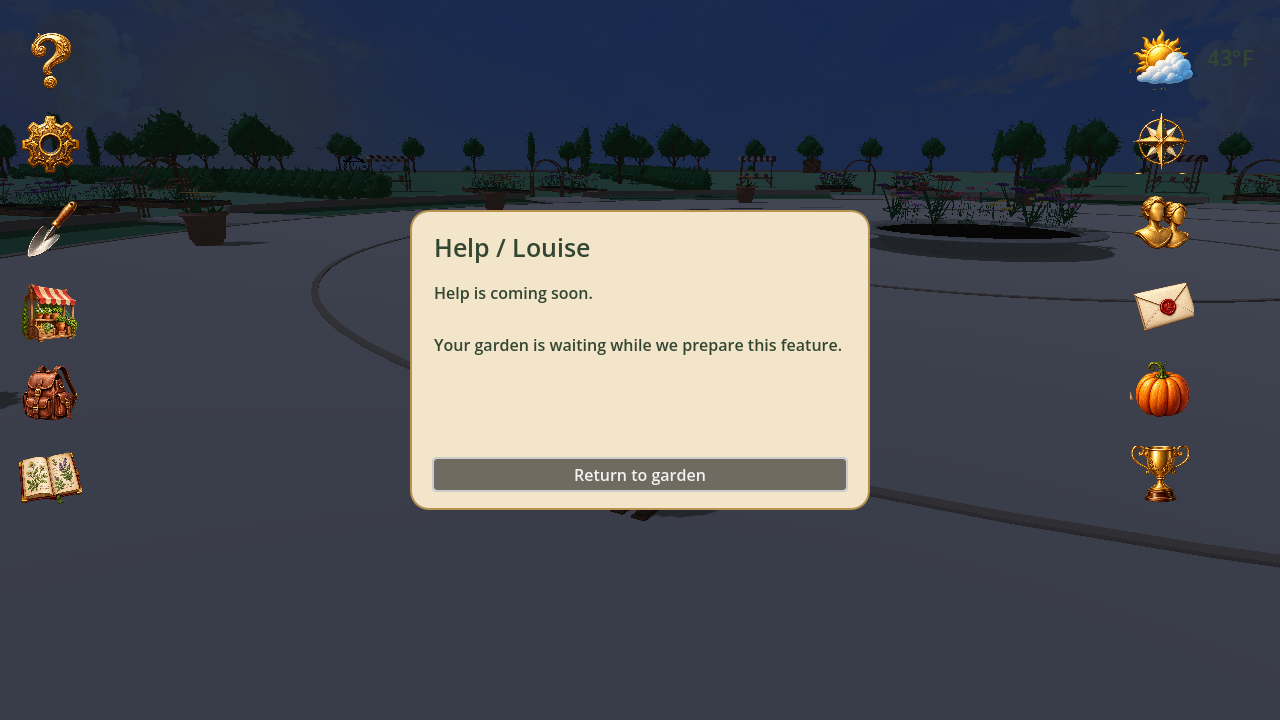 43°F
Help / Louise
Help is coming soon.
Your garden is waiting while we prepare this feature.
Return to garden